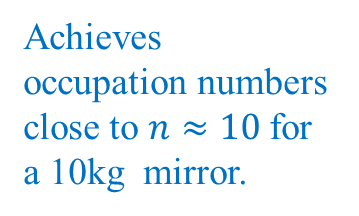 Achieves
occupation numbers
close to n ≈ 10 for
a 10kg  mirror.